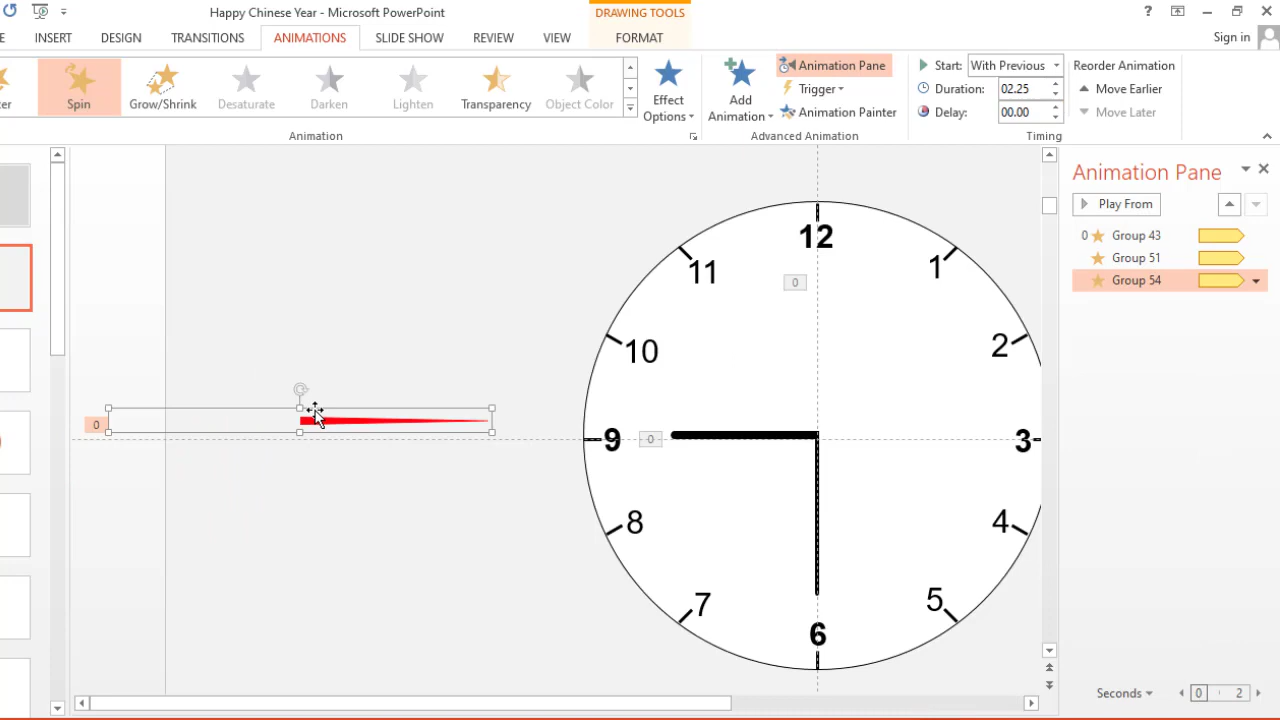 Happy Chinese Year - Microsoft PowerPoint
DRAWING TOOLS
?
INSERT DESIGN TRANSITIONS ANIMATIONS SLIDE SHOW REVIEW VIEW FORMAT
Sign in
Spin Grow/Shrink Desaturate Darken Lighten Transparency Object Color
Effect Options
Add Animation
Animation Pane
Trigger
Animation Painter
Start: With Previous
Duration: 02.25
Delay: 00.00
Reorder Animation
Move Earlier
Move Later
Animation
Advanced Animation
Timing
Animation Pane
Play From
0 Group 43
Group 51
Group 54
12
11
1
0
10
2
0
9
0
3
8
4
7
5
6
Seconds
0
2